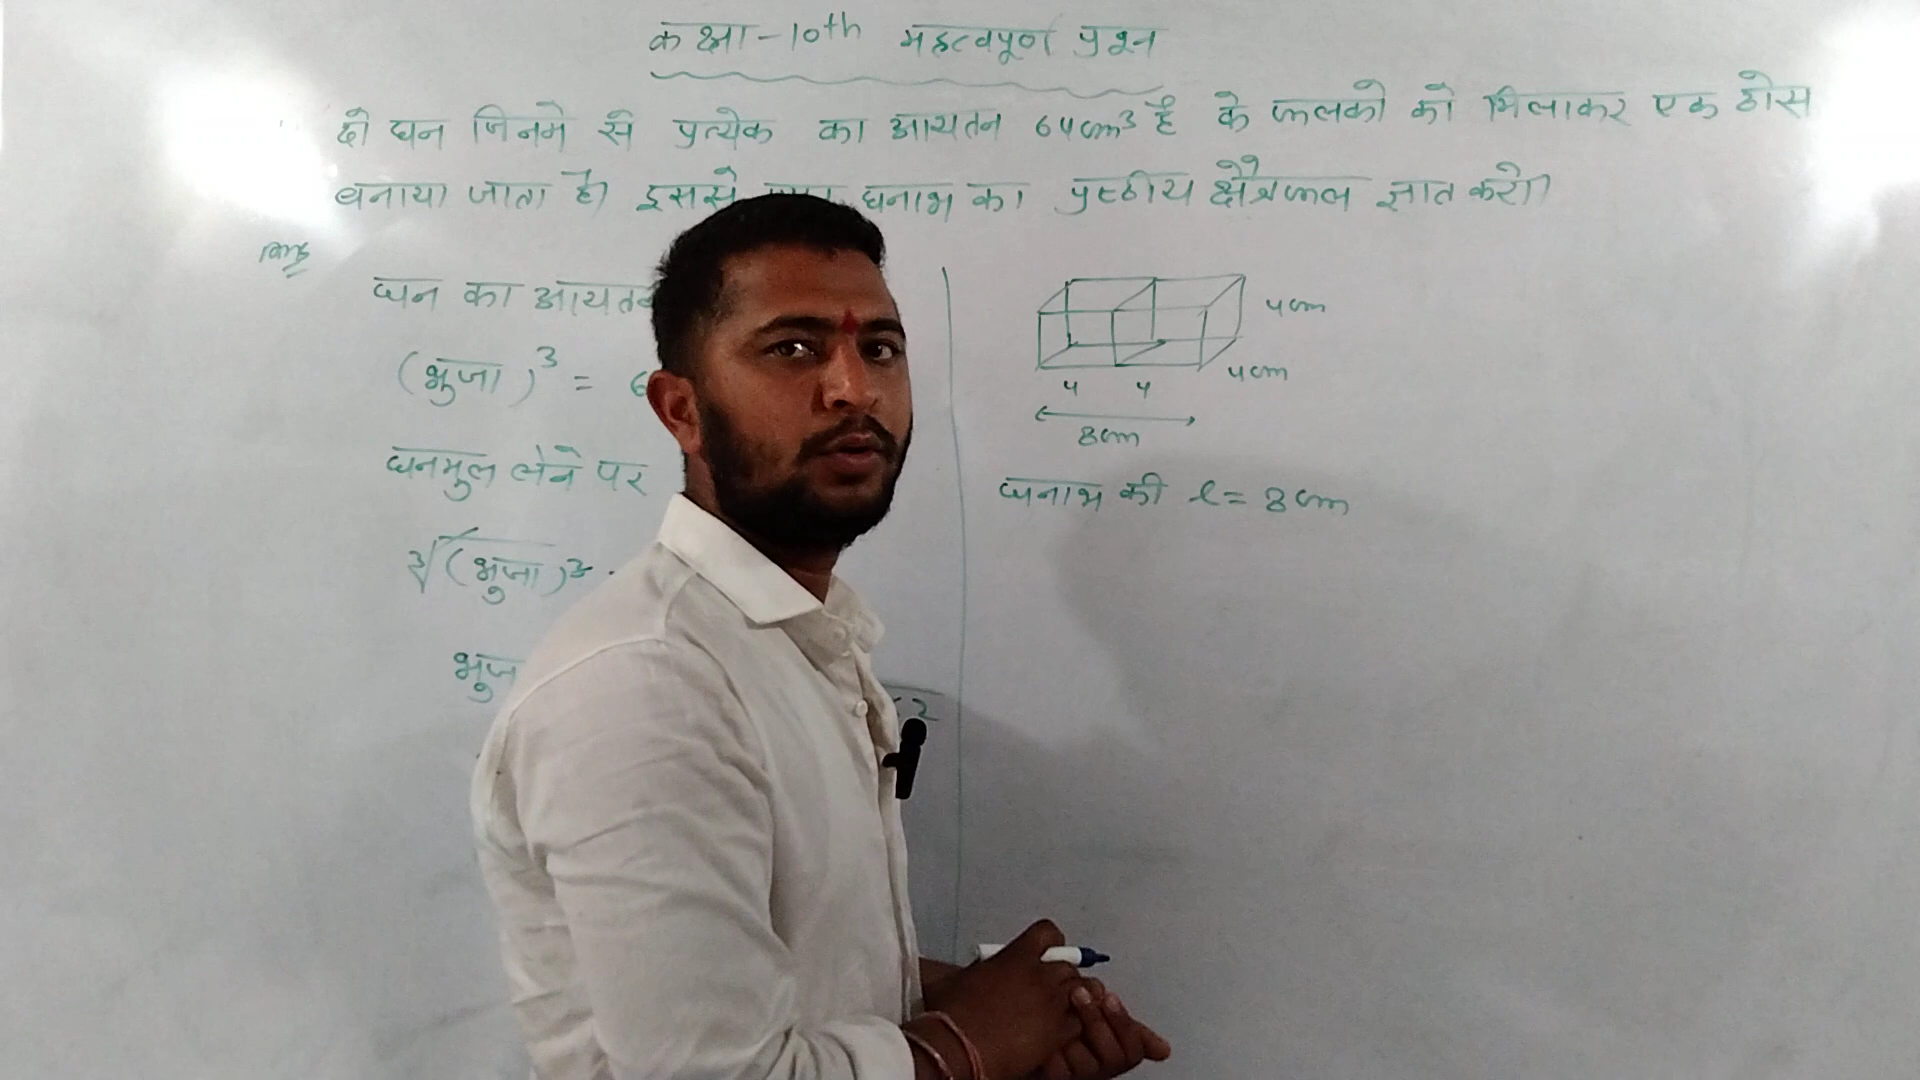 कक्षा-10th महत्वपूर्ण प्रश्न
दो घन जिनमे से प्रत्येक का आयतन 64cm³ है के फलको को मिलाकर एक ठोस
बनाया जाता है। इससे घनाभ का पृष्ठीय क्षेत्रफल ज्ञात करो।
घन का आयतन
(भुजा)³ = 6
घनमुल लेने पर
∛(भुजा)³
भुज
4cm
4cm
4 4
8cm
घनाभ की l = 8cm